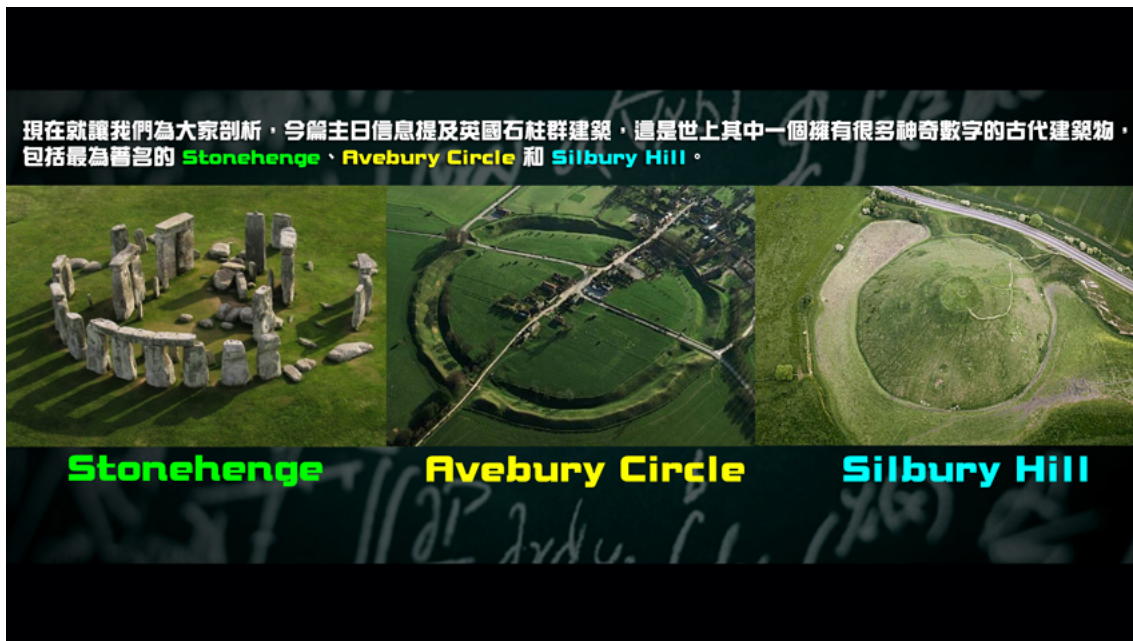 現在就讓我們為大家剖析，今篇主日信息提及英國石柱群建築，這是世上其中一個擁有很多神奇數字的古代建築物，
包括最為著名的 Stonehenge、Avebury Circle 和 Silbury Hill。
Stonehenge
Avebury Circle
Silbury Hill